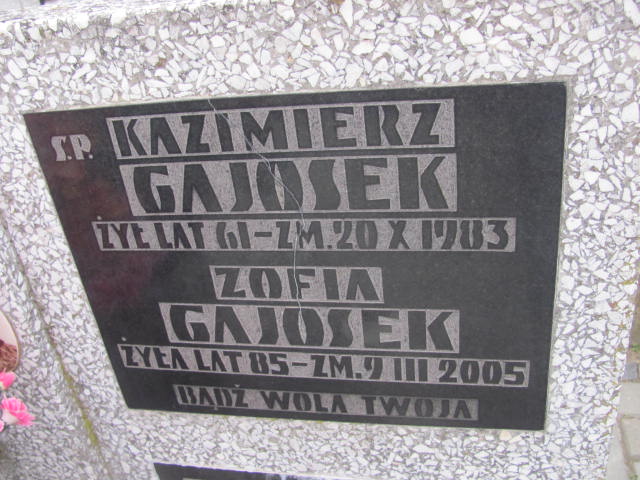 Ś.P. KAZIMIERZ
GAJOSEK
ŻYŁ LAT 61 – ZM. 20 X 1983
ZOFIA
GAJOSEK
ŻYŁA LAT 85 – ZM. 9 III 2005
BĄDŹ WOLA TWOJA